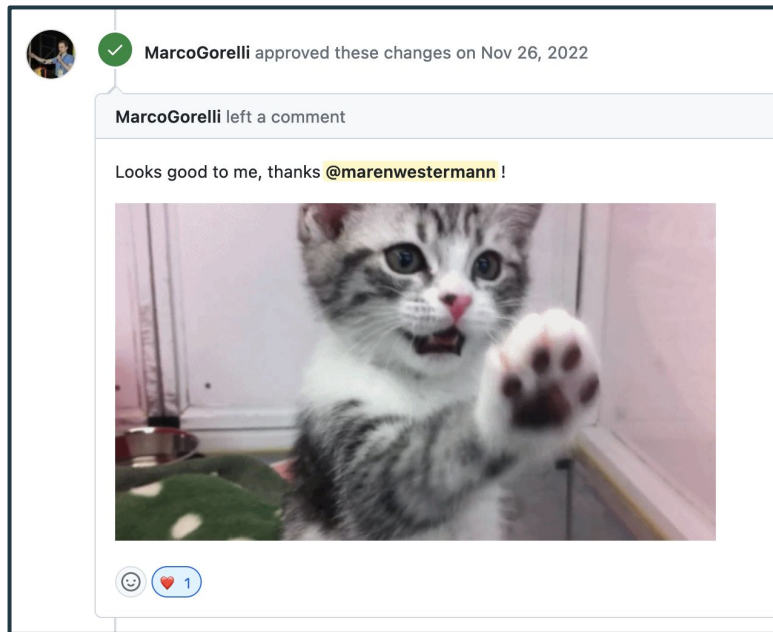 MarcoGorelli approved these changes on Nov 26, 2022
MarcoGorelli left a comment
Looks good to me, thanks @marenwestermann !
1